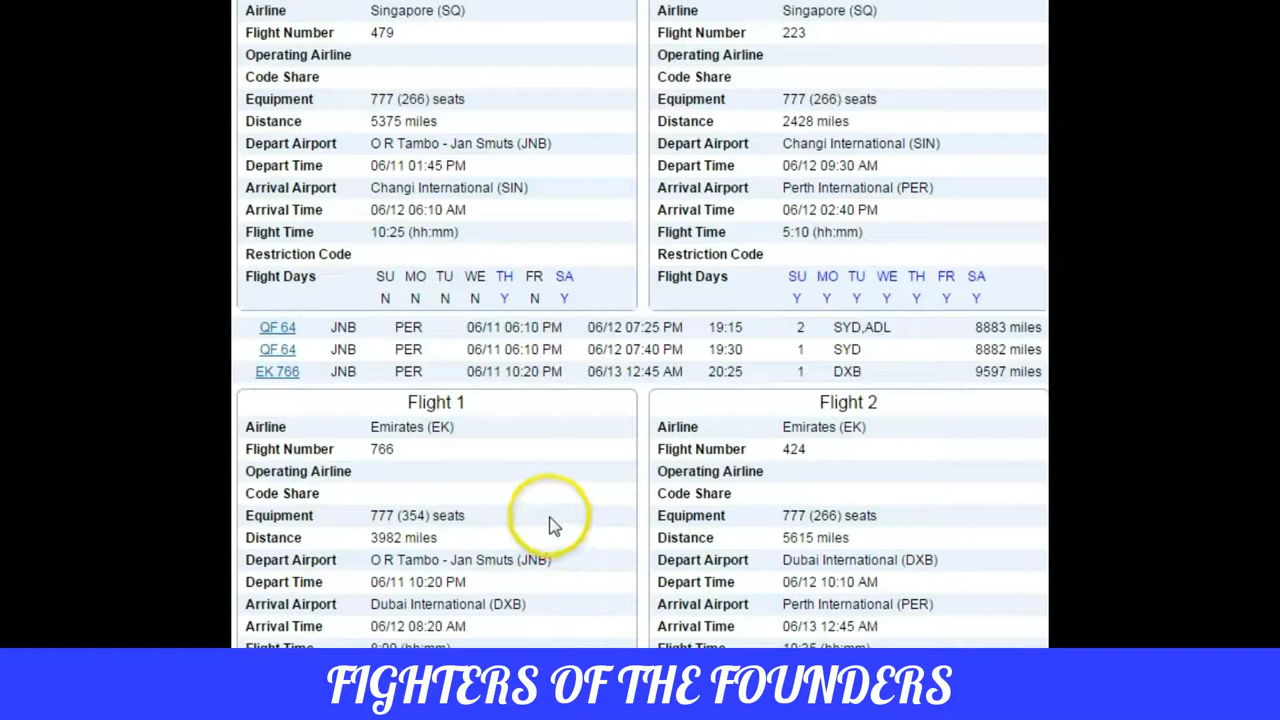 Airline Singapore (SQ) Airline Singapore (SQ)
Flight Number 479 Flight Number 223
Operating Airline Operating Airline
Code Share Code Share
Equipment 777 (266) seats Equipment 777 (266) seats
Distance 5375 miles Distance 2428 miles
Depart Airport O R Tambo - Jan Smuts (JNB) Depart Airport Changi International (SIN)
Depart Time 06/11 01:45 PM Depart Time 06/12 09:30 AM
Arrival Airport Changi International (SIN) Arrival Airport Perth International (PER)
Arrival Time 06/12 06:10 AM Arrival Time 06/12 02:40 PM
Flight Time 10:25 (hh:mm) Flight Time 5:10 (hh:mm)
Restriction Code Restriction Code
Flight Days SU MO TU WE TH FR SA Flight Days SU MO TU WE TH FR SA
N N N N Y N Y Y Y Y Y Y Y Y
QF 64 JNB PER 06/11 06:10 PM 06/12 07:25 PM 19:15 2 SYD,ADL 8883 miles
QF 64 JNB PER 06/11 06:10 PM 06/12 07:40 PM 19:30 1 SYD 8882 miles
EK 766 JNB PER 06/11 10:20 PM 06/13 12:45 AM 20:25 1 DXB 9597 miles
Flight 1 Flight 2
Airline Emirates (EK) Airline Emirates (EK)
Flight Number 766 Flight Number 424
Operating Airline Operating Airline
Code Share Code Share
Equipment 777 (354) seats Equipment 777 (266) seats
Distance 3982 miles Distance 5615 miles
Depart Airport O R Tambo - Jan Smuts (JNB) Depart Airport Dubai International (DXB)
Depart Time 06/11 10:20 PM Depart Time 06/12 10:10 AM
Arrival Airport Dubai International (DXB) Arrival Airport Perth International (PER)
Arrival Time 06/12 08:20 AM Arrival Time 06/13 12:45 AM
Flight Time Flight Time
FIGHTERS OF THE FOUNDERS